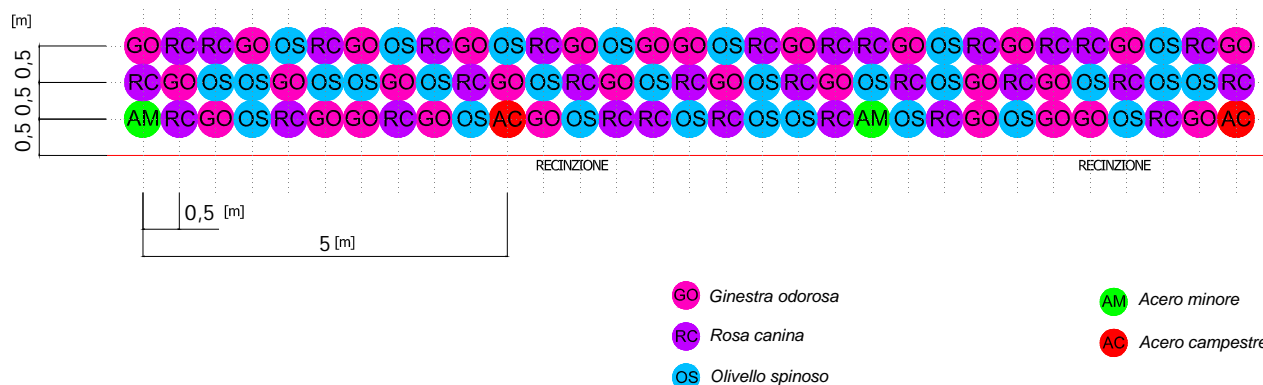 [m]
GO RC RC GO OS RC GO OS RC GO OS RC GO OS GO GO OS RC GO RC RC GO OS RC GO RC RC GO OS RC GO
RC GO OS OS GO OS OS GO OS RC GO OS RC GO OS RC GO OS RC GO OS RC OS GO RC GO OS RC OS OS RC
AM RC GO OS RC GO GO RC GO OS AC GO OS RC RC OS RC OS OS RC AM OS RC GO OS GO GO OS RC GO AC
0,5
0,5
0,5
RECINZIONE RECINZIONE
0,5 [m]
5 [m]
GO Ginestra odorosa
AM Acero minore
RC Rosa canina
AC Acero campestre
OS Olivello spinoso